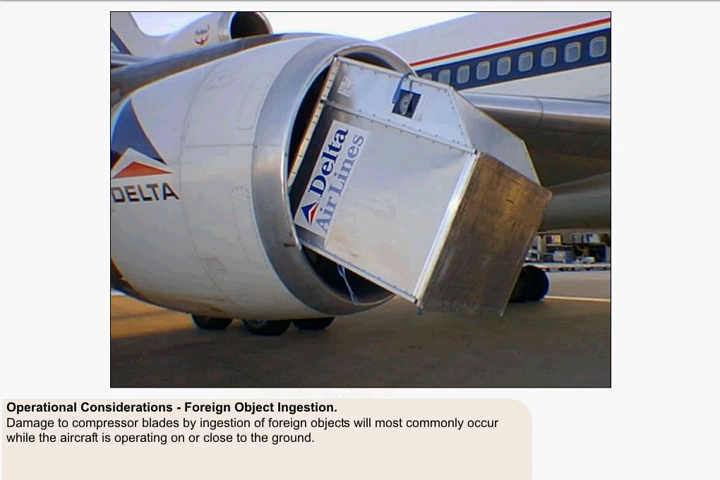 DELTA
Delta
Air Lines
Operational Considerations - Foreign Object Ingestion.
Damage to compressor blades by ingestion of foreign objects will most commonly occur
while the aircraft is operating on or close to the ground.